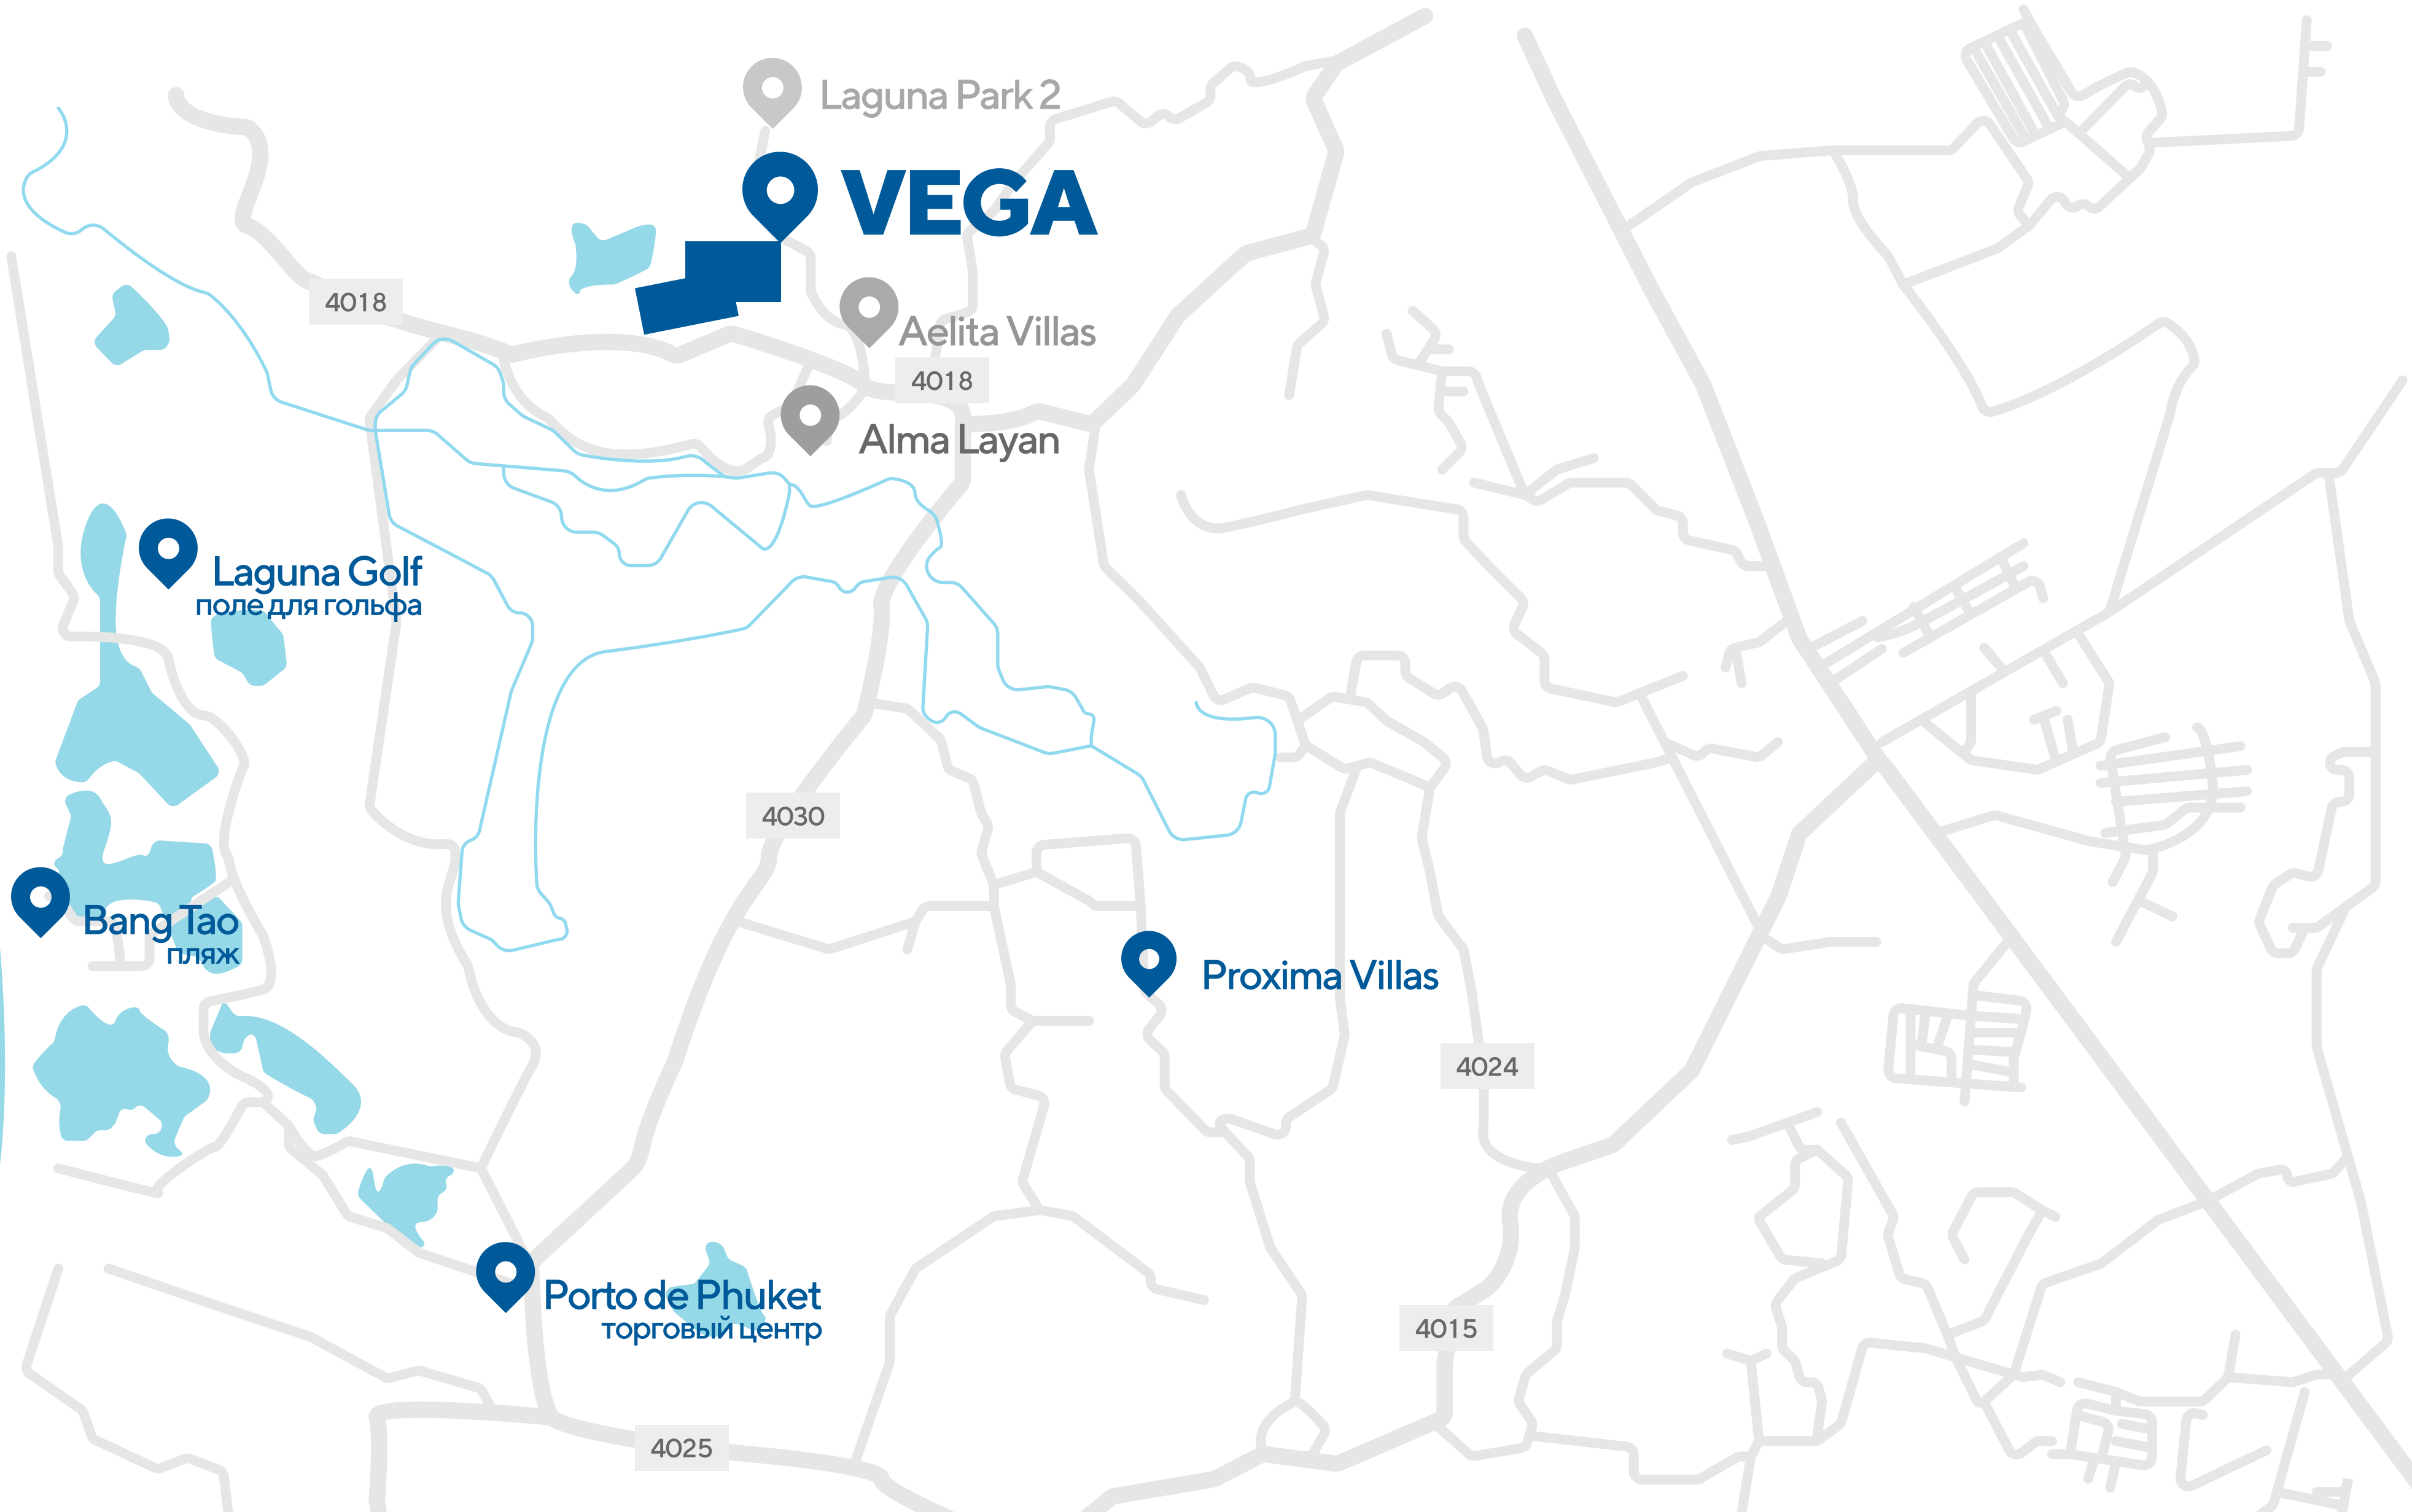 Laguna Park 2
VEGA
4018
Aelita Villas
4018
Alma Layan
Laguna Golf
поле для гольфа
4030
Bang Tao
пляж
Proxima Villas
4024
Porto de Phuket
торговый центр
4015
4025